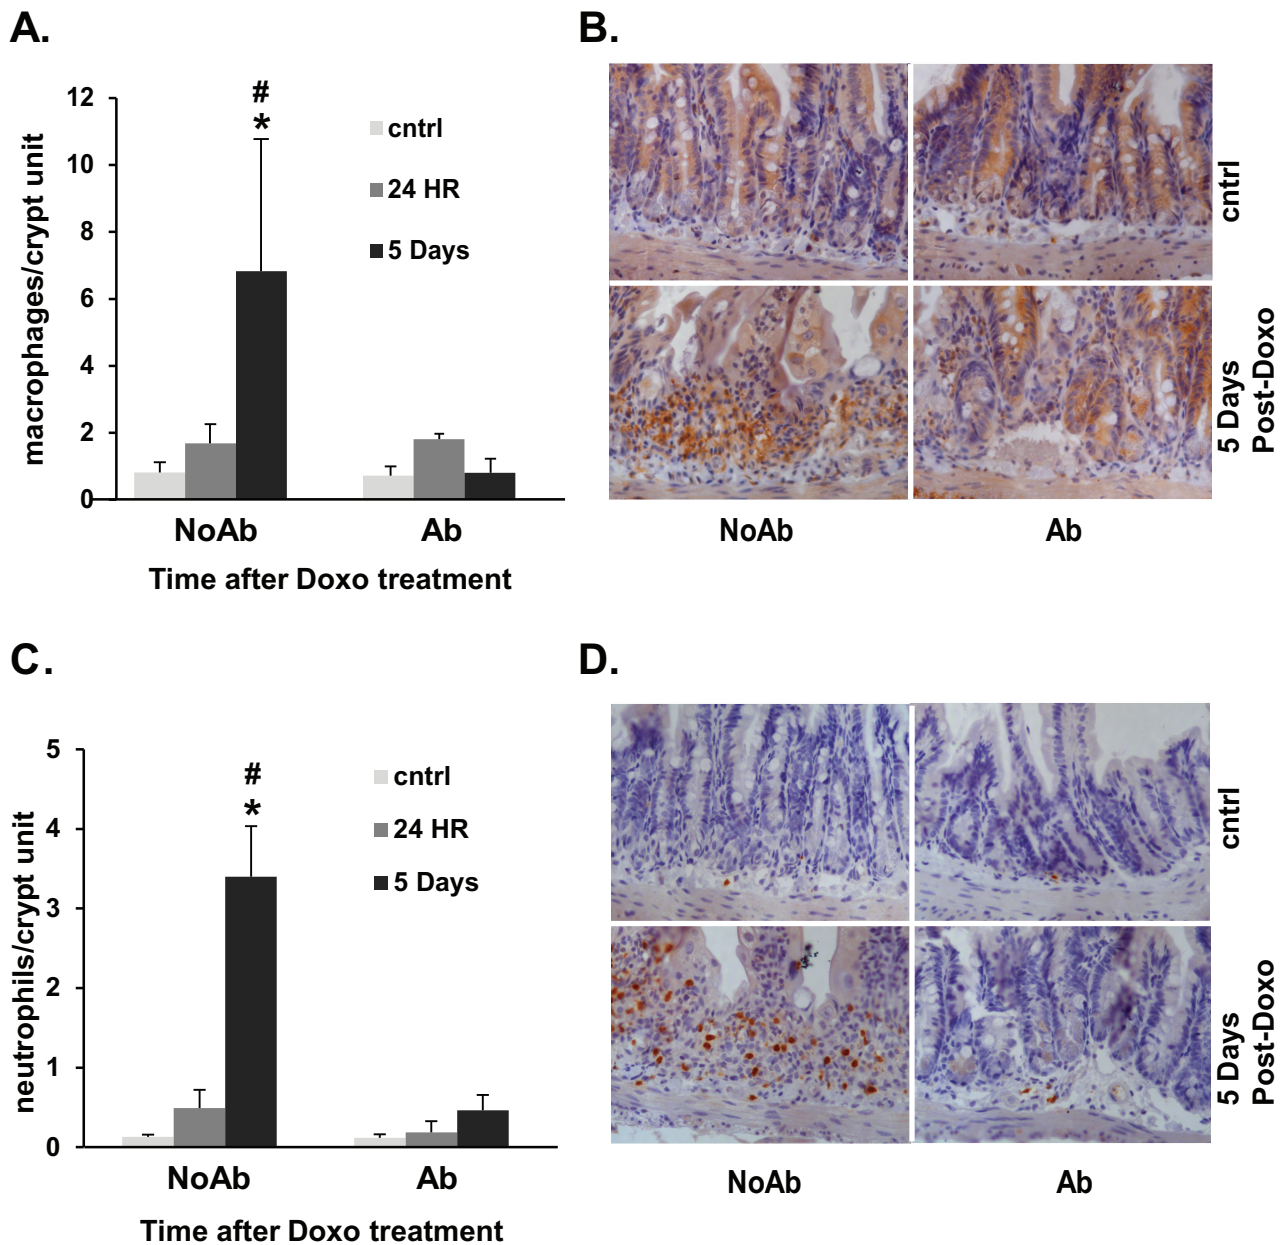 A.
12
10
8
6
4
2
0
macrophages/crypt unit
#
*
cntrl
24 HR
5 Days
NoAb
Ab
Time after Doxo treatment
B.
cntrl
5 Days
Post-Doxo
NoAb
Ab
C.
5
4
3
2
1
0
neutrophils/crypt unit
#
*
cntrl
24 HR
5 Days
NoAb
Ab
Time after Doxo treatment
D.
cntrl
5 Days
Post-Doxo
NoAb
Ab